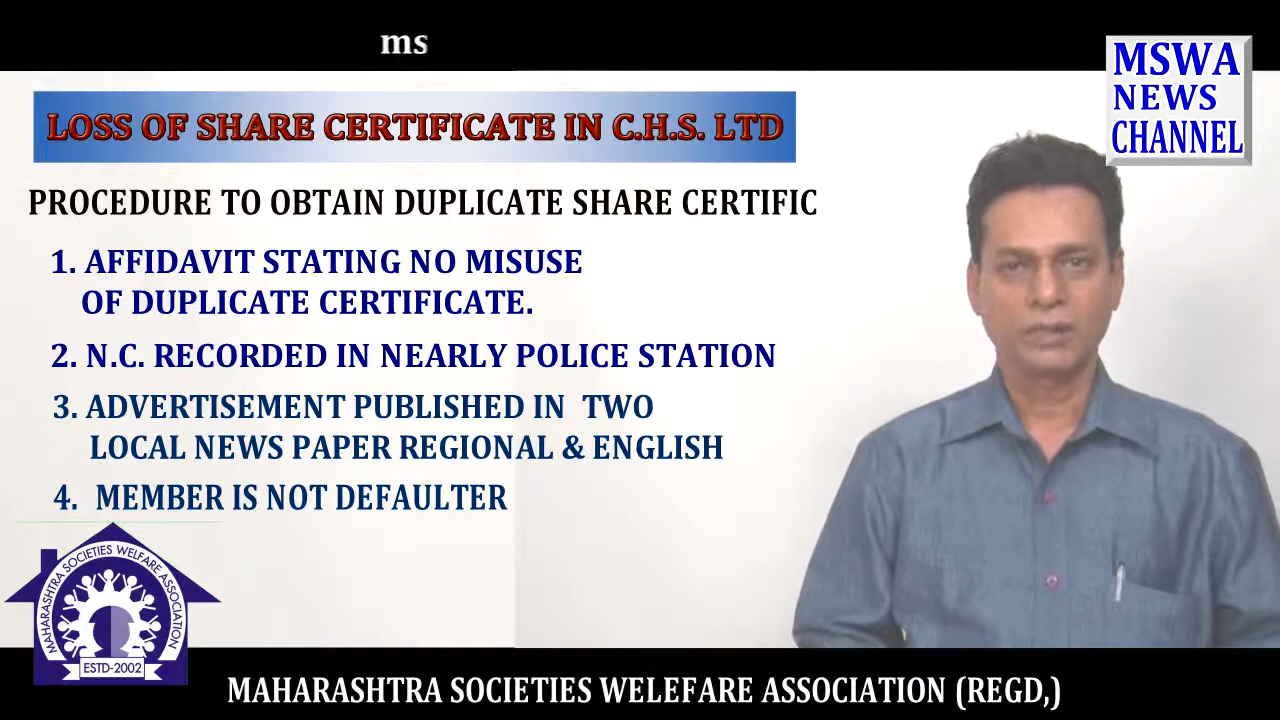 ms
MSWA
NEWS
CHANNEL
LOSS OF SHARE CERTIFICATE IN C.H.S. LTD
PROCEDURE TO OBTAIN DUPLICATE SHARE CERTIFIC
1. AFFIDAVIT STATING NO MISUSE
OF DUPLICATE CERTIFICATE.
2. N.C. RECORDED IN NEARLY POLICE STATION
3. ADVERTISEMENT PUBLISHED IN TWO
LOCAL NEWS PAPER REGIONAL & ENGLISH
4. MEMBER IS NOT DEFAULTER
MAHARASHTRA SOCIETIES WELFARE ASSOCIATION
ESTD-2002
MAHARASHTRA SOCIETIES WELEFARE ASSOCIATION (REGD,)